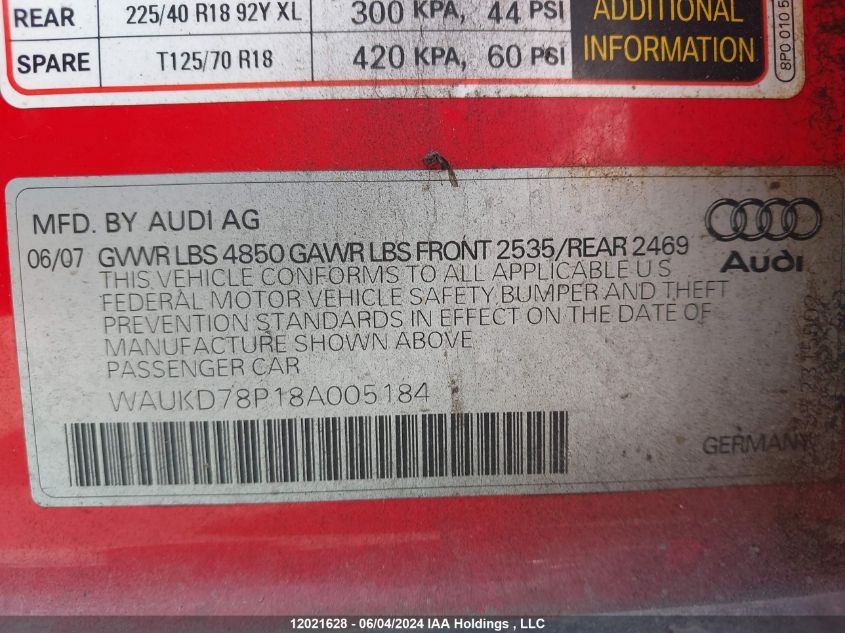 REAR 225/40 R18 92Y XL 300 KPA, 44 PSI
SPARE T125/70 R18 420 KPA, 60 PSI
ADDITIONAL
INFORMATION
8P0 010 5
MFD. BY AUDI AG
06/07 GVWR LBS 4850 GAWR LBS FRONT 2535/REAR 2469
THIS VEHICLE CONFORMS TO ALL APPLICABLE U S
FEDERAL MOTOR VEHICLE SAFETY, BUMPER AND THEFT
PREVENTION STANDARDS IN EFFECT ON THE DATE OF
MANUFACTURE SHOWN ABOVE
PASSENGER CAR
WAUKD78P18A005184
Audi
GERMANY
12021628 - 06/04/2024 IAA Holdings , LLC